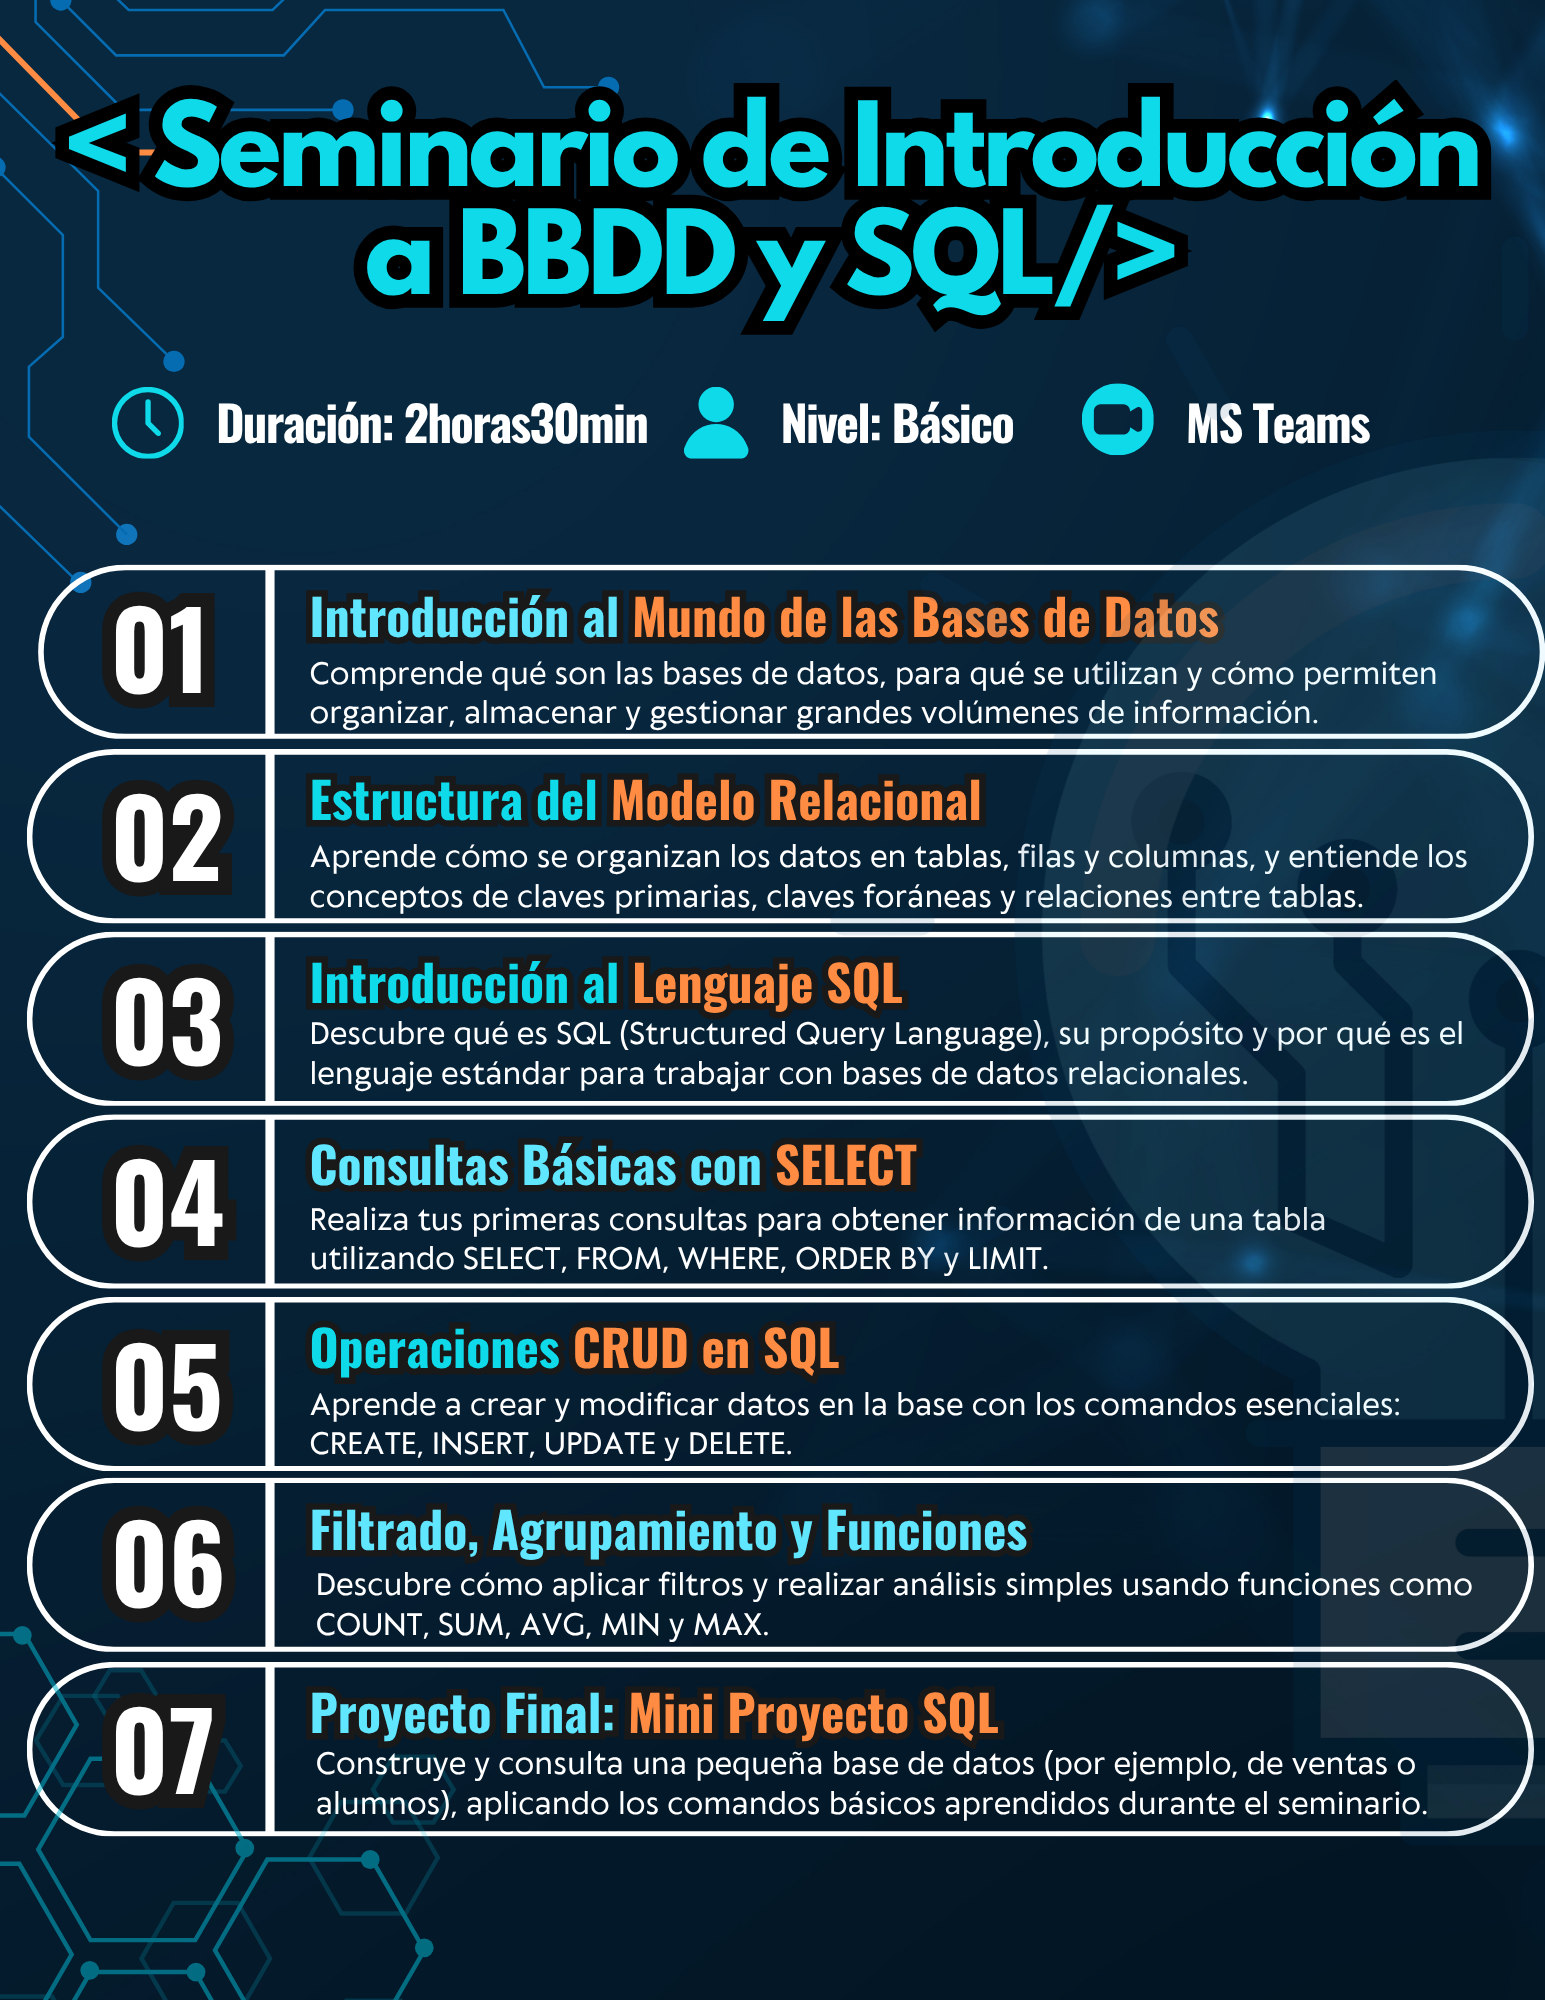 < Seminario de Introducción
a BBDD y SQL/>
Duración: 2horas30min
Nivel: Básico
MS Teams
01
Introducción al Mundo de las Bases de Datos
Comprende qué son las bases de datos, para qué se utilizan y cómo permiten
organizar, almacenar y gestionar grandes volúmenes de información.
02
Estructura del Modelo Relacional
Aprende cómo se organizan los datos en tablas, filas y columnas, y entiende los
conceptos de claves primarias, claves foráneas y relaciones entre tablas.
03
Introducción al Lenguaje SQL
Descubre qué es SQL (Structured Query Language), su propósito y por qué es el
lenguaje estándar para trabajar con bases de datos relacionales.
04
Consultas Básicas con SELECT
Realiza tus primeras consultas para obtener información de una tabla
utilizando SELECT, FROM, WHERE, ORDER BY y LIMIT.
05
Operaciones CRUD en SQL
Aprende a crear y modificar datos en la base con los comandos esenciales:
CREATE, INSERT, UPDATE y DELETE.
06
Filtrado, Agrupamiento y Funciones
Descubre cómo aplicar filtros y realizar análisis simples usando funciones como
COUNT, SUM, AVG, MIN y MAX.
07
Proyecto Final: Mini Proyecto SQL
Construye y consulta una pequeña base de datos (por ejemplo, de ventas o
alumnos), aplicando los comandos básicos aprendidos durante el seminario.